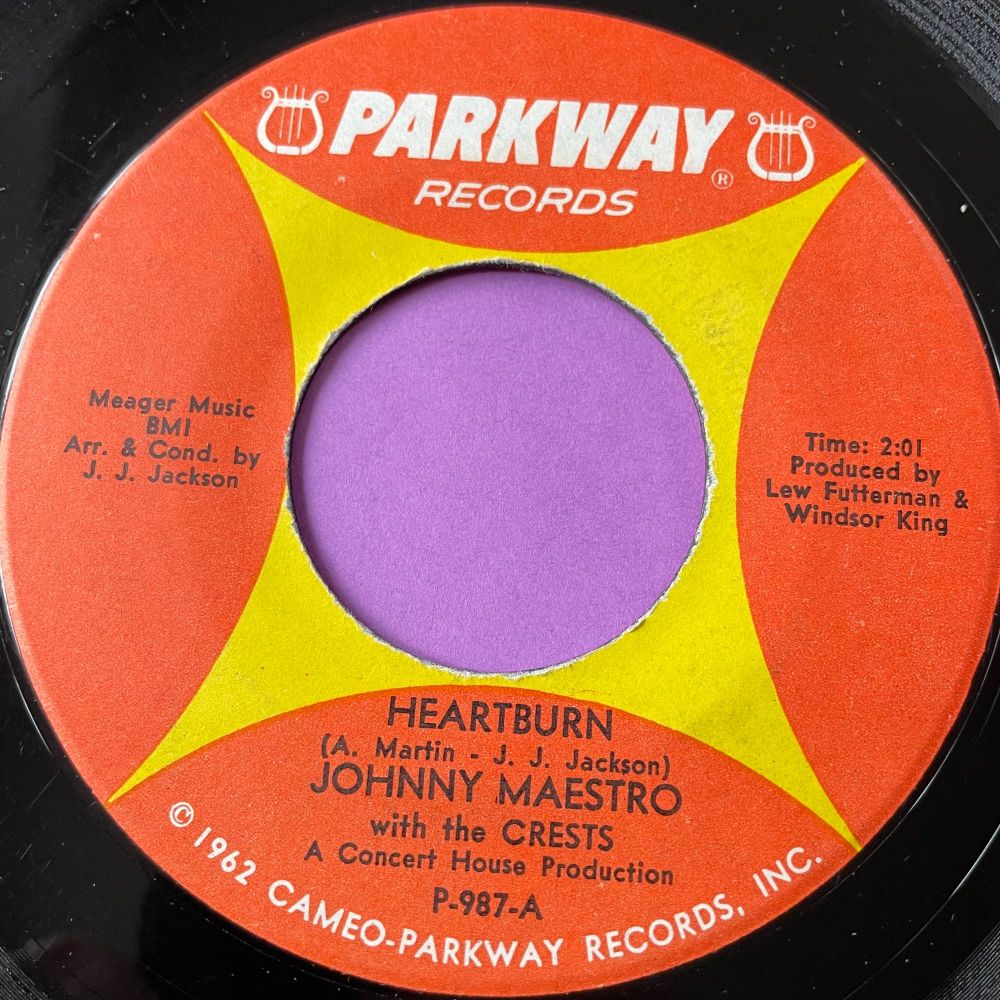 PARKWAY®
RECORDS
Meager Music
BMI
Arr. & Cond. by
J. J. Jackson
Time: 2:01
Produced by
Lew Futterman &
Windsor King
HEARTBURN
(A. Martin - J. J. Jackson)
JOHNNY MAESTRO
with the CRESTS
A Concert House Production
P-987-A
© 1962 CAMEO-PARKWAY RECORDS, INC.